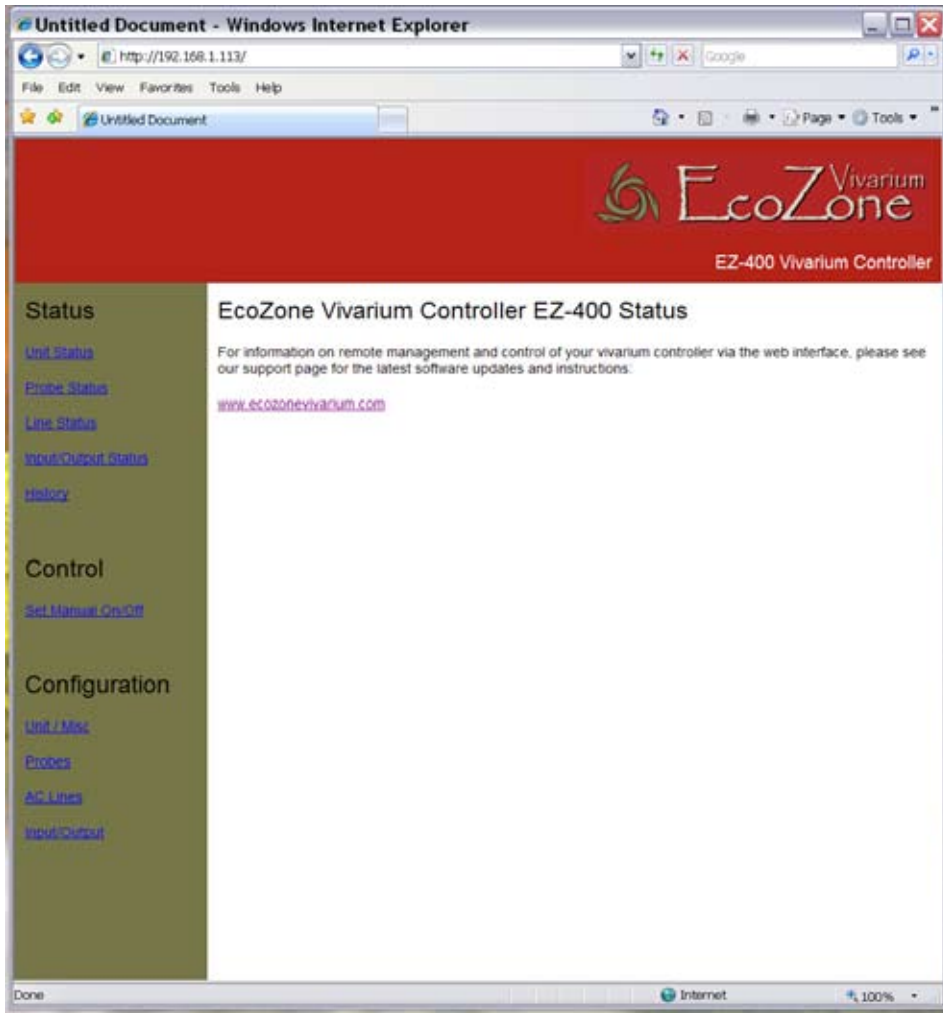 Untitled Document - Windows Internet Explorer
http://192.168.1.113/
Google
File Edit View Favorites Tools Help
Untitled Document
Page
Tools
EcoZone Vivarium
EZ-400 Vivarium Controller
Status
Unit Status
Probe Status
Line Status
Input/Output Status
History
Control
Set Manual On/Off
Configuration
Unit / Misc
Probes
AC Lines
Input/Output
EcoZone Vivarium Controller EZ-400 Status
For information on remote management and control of your vivarium controller via the web interface, please see
our support page for the latest software updates and instructions:
www.ecozonevivarium.com
Done
Internet
100%